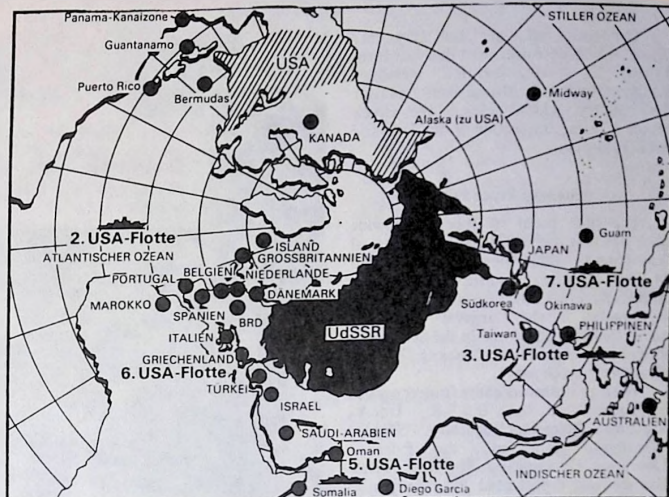 Panama-Kanalzone
STILLER OZEAN
Guantanamo
USA
Puerto Rico
Bermudas
Midway
Alaska (zu USA)
KANADA
2. USA-Flotte
ATLANTISCHER OZEAN
ISLAND
GROSSBRITANNIEN
BELGIEN
NIEDERLANDE
PORTUGAL
DÄNEMARK
MAROKKO
SPANIEN
BRD
ITALIEN
GRIECHENLAND
6. USA-Flotte
TÜRKEI
UdSSR
ISRAEL
SAUDI-ARABIEN
Oman
5. USA-Flotte
Somalia
Diego Garcia
Guam
JAPAN
7. USA-Flotte
Südkorea
Okinawa
Taiwan
PHILIPPINEN
3. USA-Flotte
AUSTRALIEN
INDISCHER OZEAN